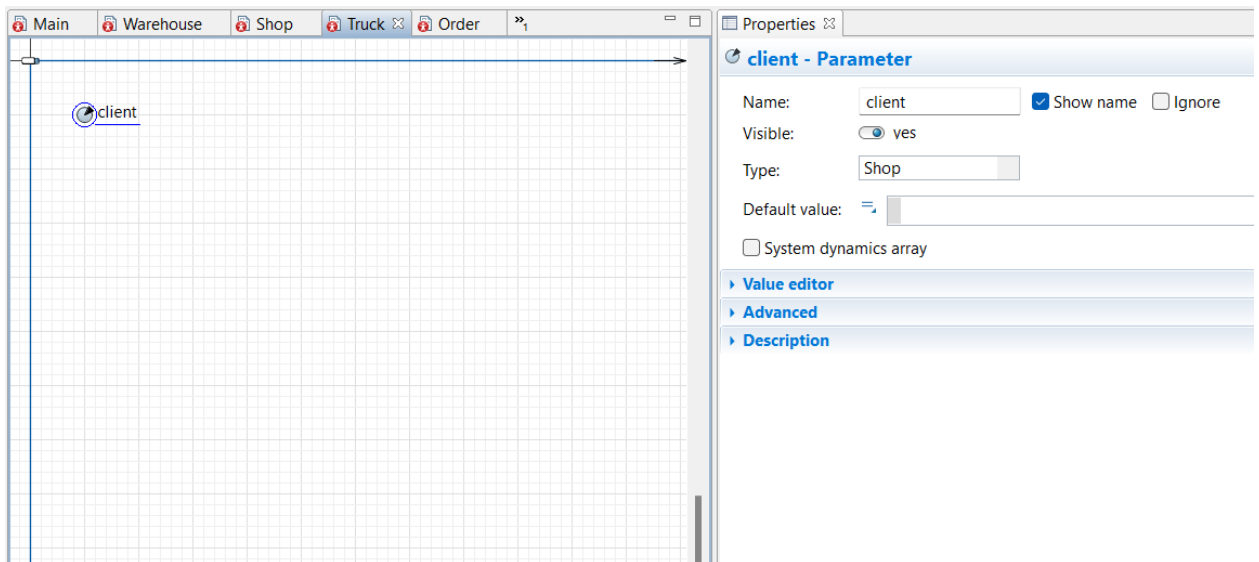 Main Warehouse Shop Truck Order »1
client
Properties
client - Parameter
Name: client Show name Ignore
Visible: yes
Type: Shop
Default value:
System dynamics array
Value editor
Advanced
Description